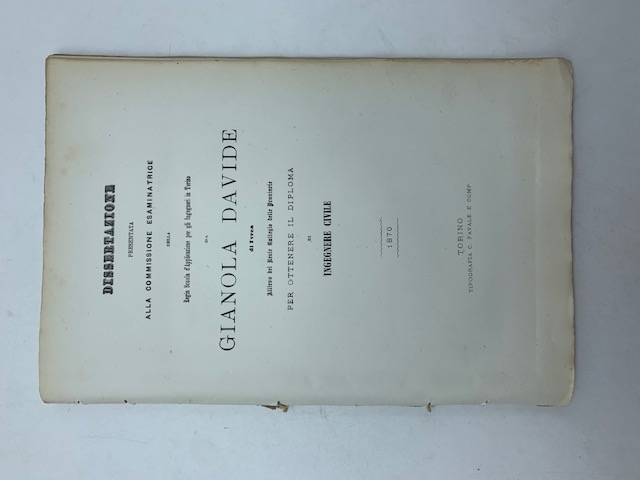 DISSERTAZIONE
PRESENTATA
ALLA COMMISSIONE ESAMINATRICE
DELLA
Regia Scuola d'Applicazione per gli Ingegneri in Torino
DA
GIANOLA DAVIDE
di Ivrea
Allievo del Reale Collegio delle Provincie
PER OTTENERE IL DIPLOMA
DI
INGEGNERE CIVILE
1870
TORINO
TIPOGRAFIA C. FAVALE E COMP